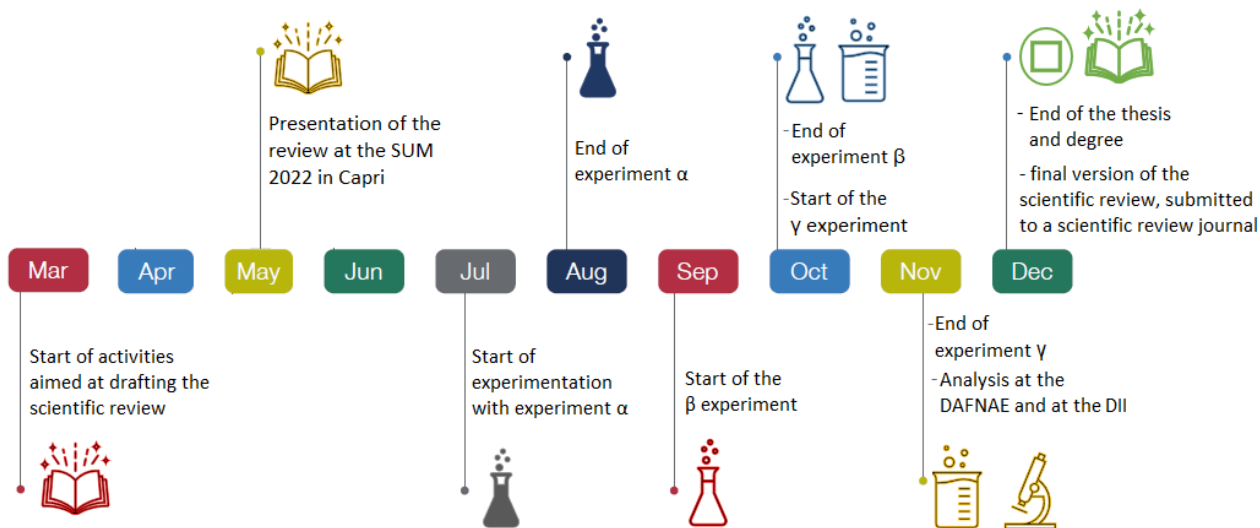 Presentation of the
review at the SUM
2022 in Capri
End of
experiment α
-End of
experiment β
-Start of the
γ experiment
- End of the thesis
and degree
- final version of the
scientific review, submitted
to a scientific review journal
Mar
Apr
May
Jun
Jul
Aug
Sep
Oct
Nov
Dec
Start of activities
aimed at drafting the
scientific review
Start of
experimentation
with experiment α
Start of the
β experiment
-End of
experiment γ
-Analysis at the
DAFNAE and at the DII